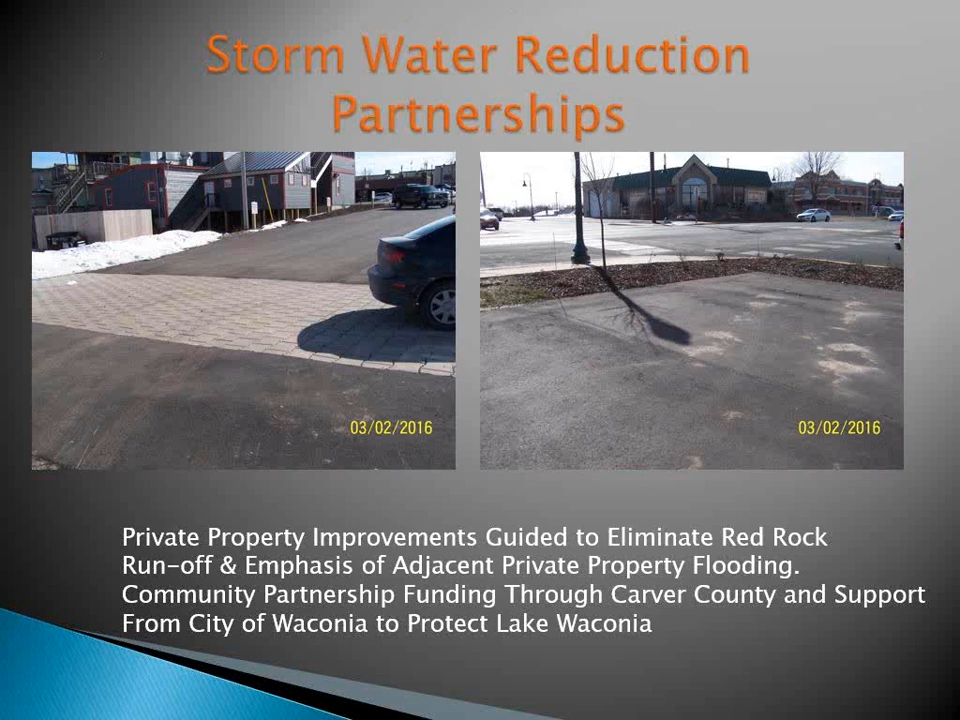 Storm Water Reduction
Partnerships
03/02/2016
03/02/2016
Private Property Improvements Guided to Eliminate Red Rock
Run-off & Emphasis of Adjacent Private Property Flooding.
Community Partnership Funding Through Carver County and Support
From City of Waconia to Protect Lake Waconia